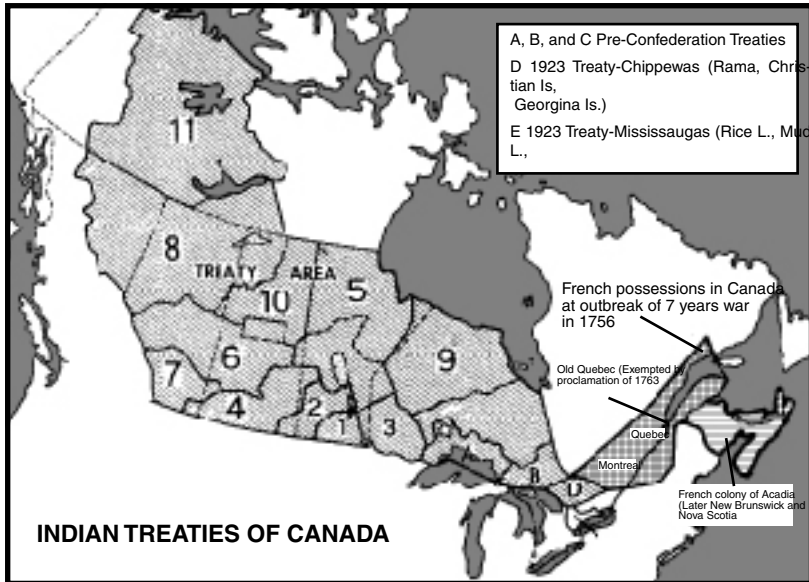 A, B, and C Pre-Confederation Treaties
D 1923 Treaty-Chippewas (Rama, Chris-
tian Is,
Georgina Is.)
E 1923 Treaty-Mississaugas (Rice L., Mud
L.,
11
8
TREATY AREA
10
5
French possessions in Canada
at outbreak of 7 years war
in 1756
6
9
7
Old Quebec (Exempted by
proclamation of 1763
4
2
1
3
Quebec
Montreal
B
D
French colony of Acadia
(Later New Brunswick and
Nova Scotia
INDIAN TREATIES OF CANADA